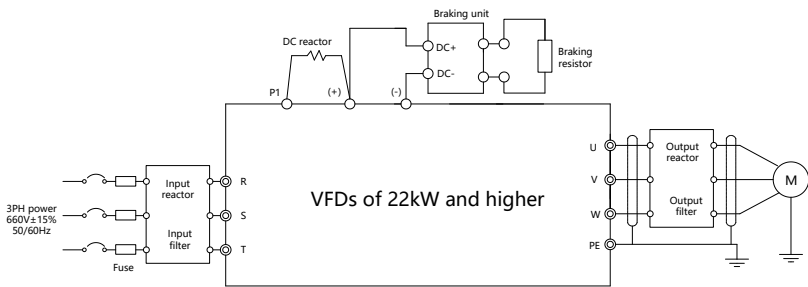 Braking unit
DC reactor
DC+
Braking
resistor
DC-
P1
(+)
(-)
U
Output
reactor
Input
reactor
R
V
M
3PH power
660V±15%
50/60Hz
S
VFDs of 22kW and higher
W
Output
filter
Input
filter
T
PE
Fuse